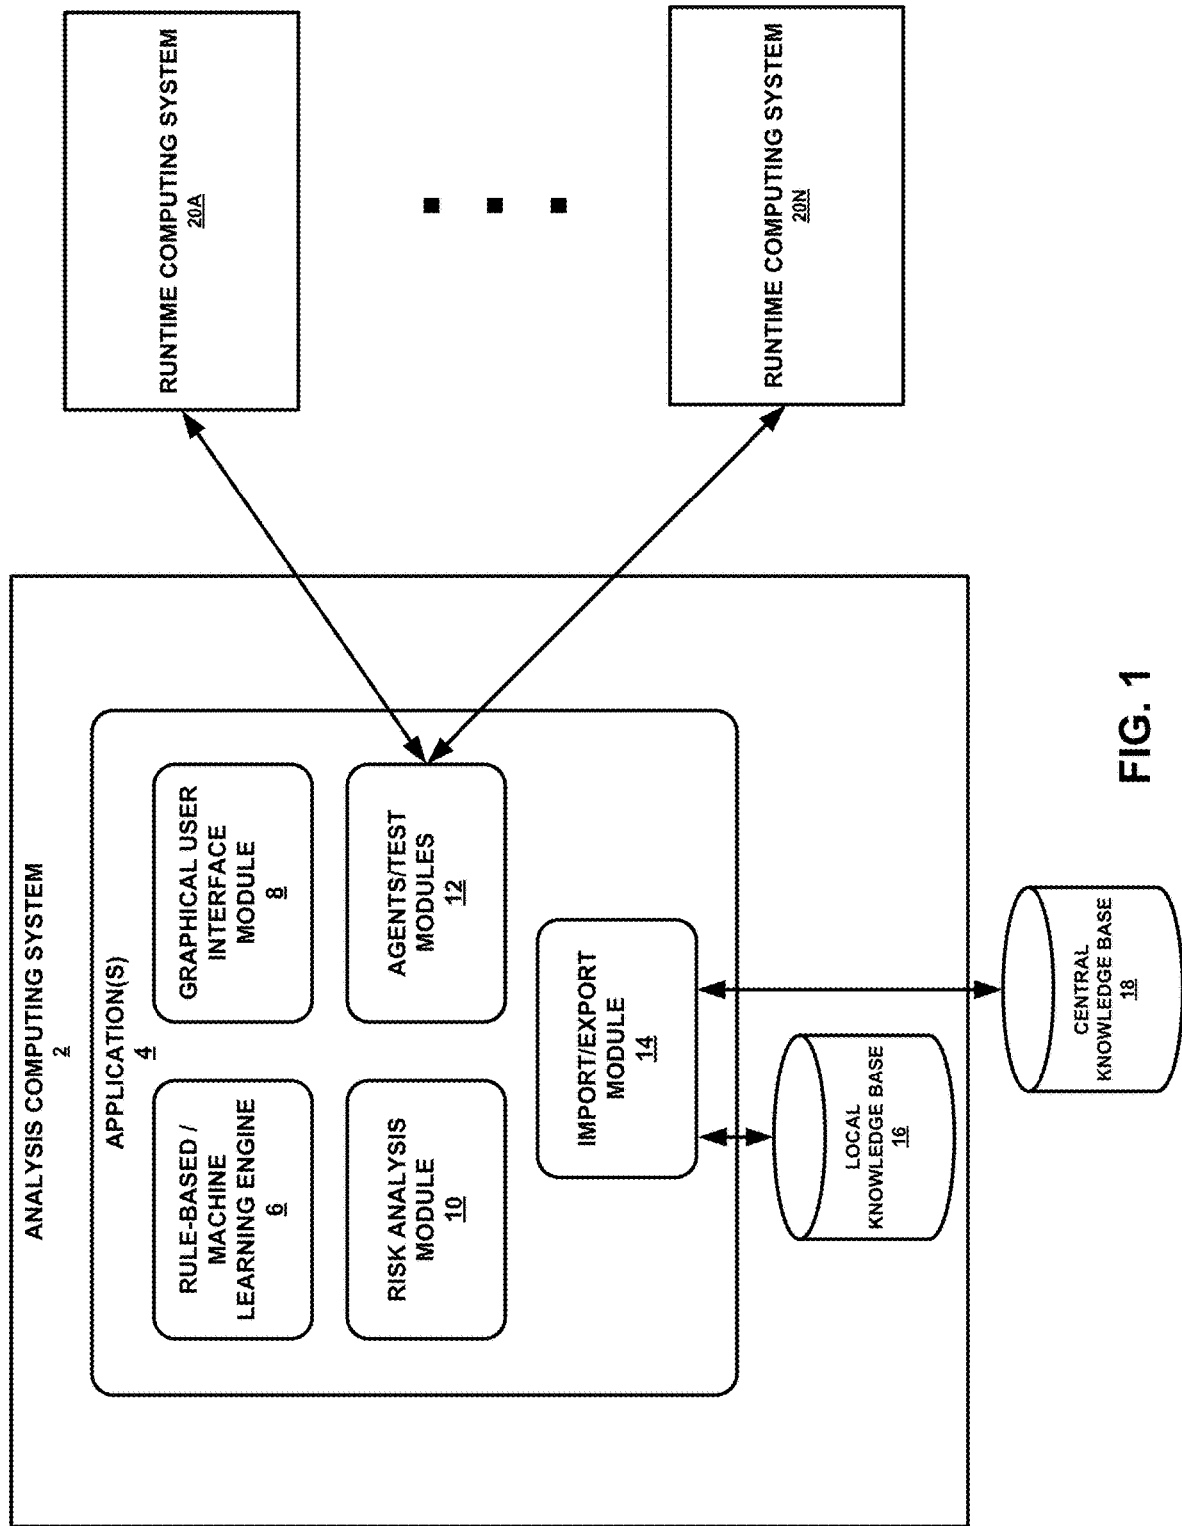 ANALYSIS COMPUTING SYSTEM
2
APPLICATION(S)
4
RULE-BASED /
MACHINE
LEARNING ENGINE
6
GRAPHICAL USER
INTERFACE
MODULE
8
RISK ANALYSIS
MODULE
10
AGENTS/TEST
MODULES
12
IMPORT/EXPORT
MODULE
14
LOCAL
KNOWLEDGE BASE
16
CENTRAL
KNOWLEDGE BASE
18
RUNTIME COMPUTING SYSTEM
20A
RUNTIME COMPUTING SYSTEM
20N
FIG. 1